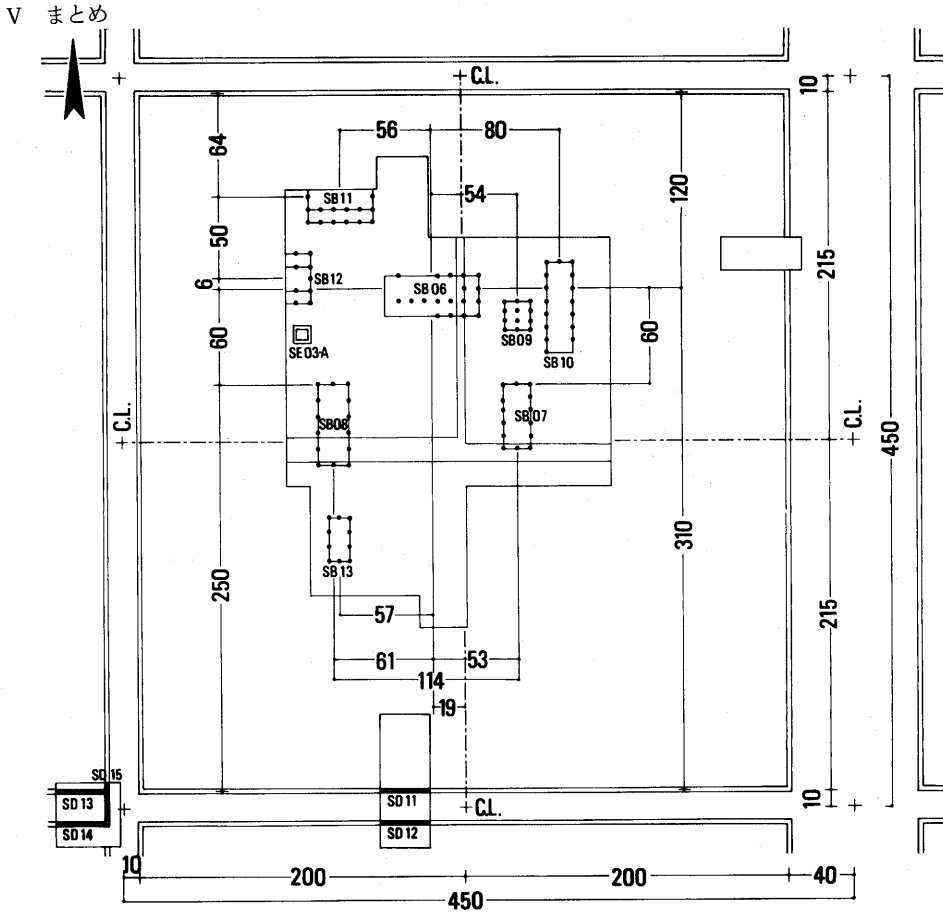 V まとめ
C.L.
10
64
56
80
SB11
54
120
50
215
6
SB12
SB06
60
SE03-A
SB09
60
SB10
C.L.
SB08
SB07
C.L.
450
310
250
SB13
57
215
61
53
114
19
SD15
SD13
SD11
C.L.
10
SD14
SD12
10
200
200
40
450